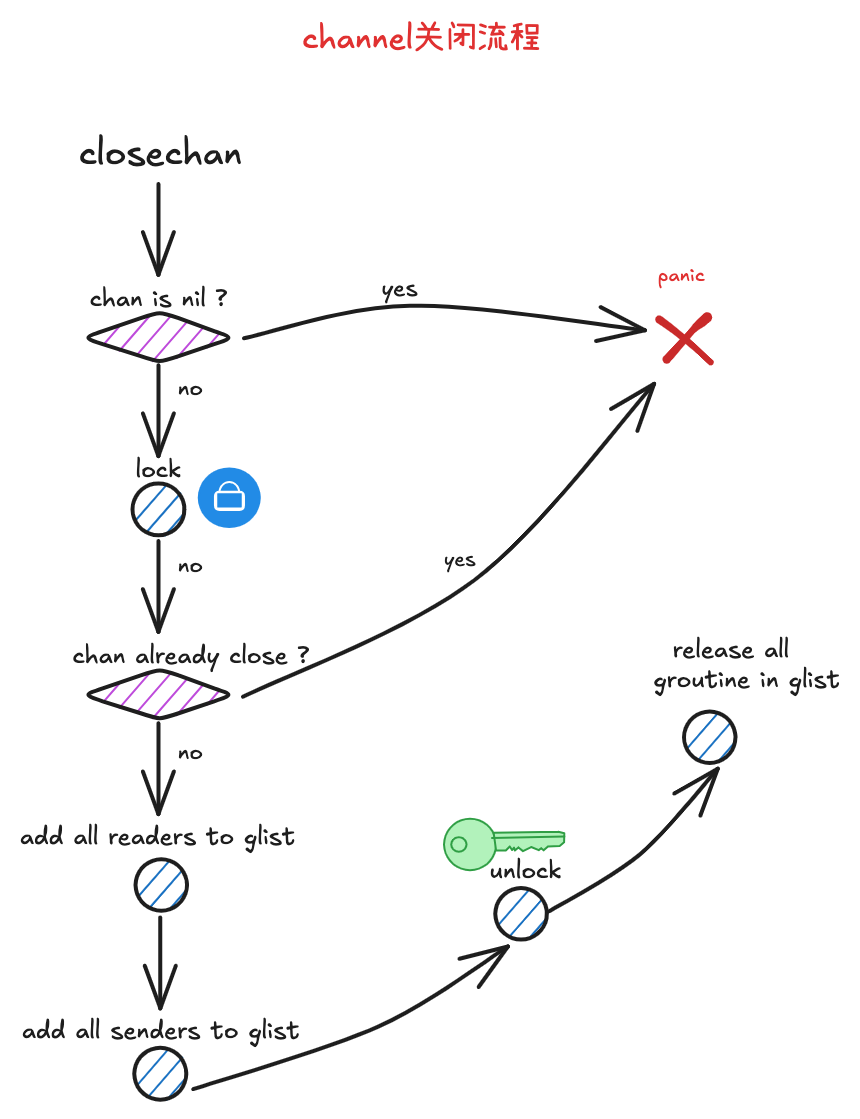 channel关闭流程
closechan
panic
chan is nil ?
yes
no
lock
no
yes
chan already close ?
release all
groutine in glist
no
add all readers to glist
unlock
add all senders to glist